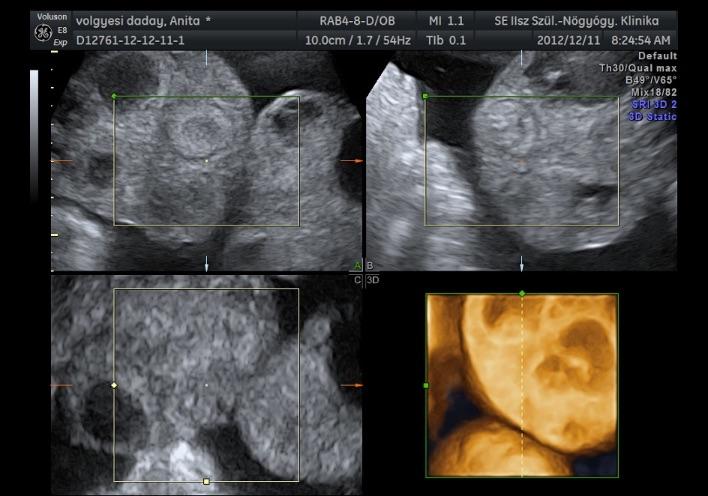 Voluson
E8
Exp
volgyesi daday, Anita *
RAB4-8-D/OB
MI 1.1
SE IIsz Szül.-Nőgyógy. Klinika
D12761-12-12-11-1
10.0cm / 1.7 / 54Hz
TIb 0.1
2012/12/11
8:24:54 AM
Default
Th30/Qual max
B49°/V65°
Mix18/82
SRI 3D 2
3D Static
A
B
C
3D